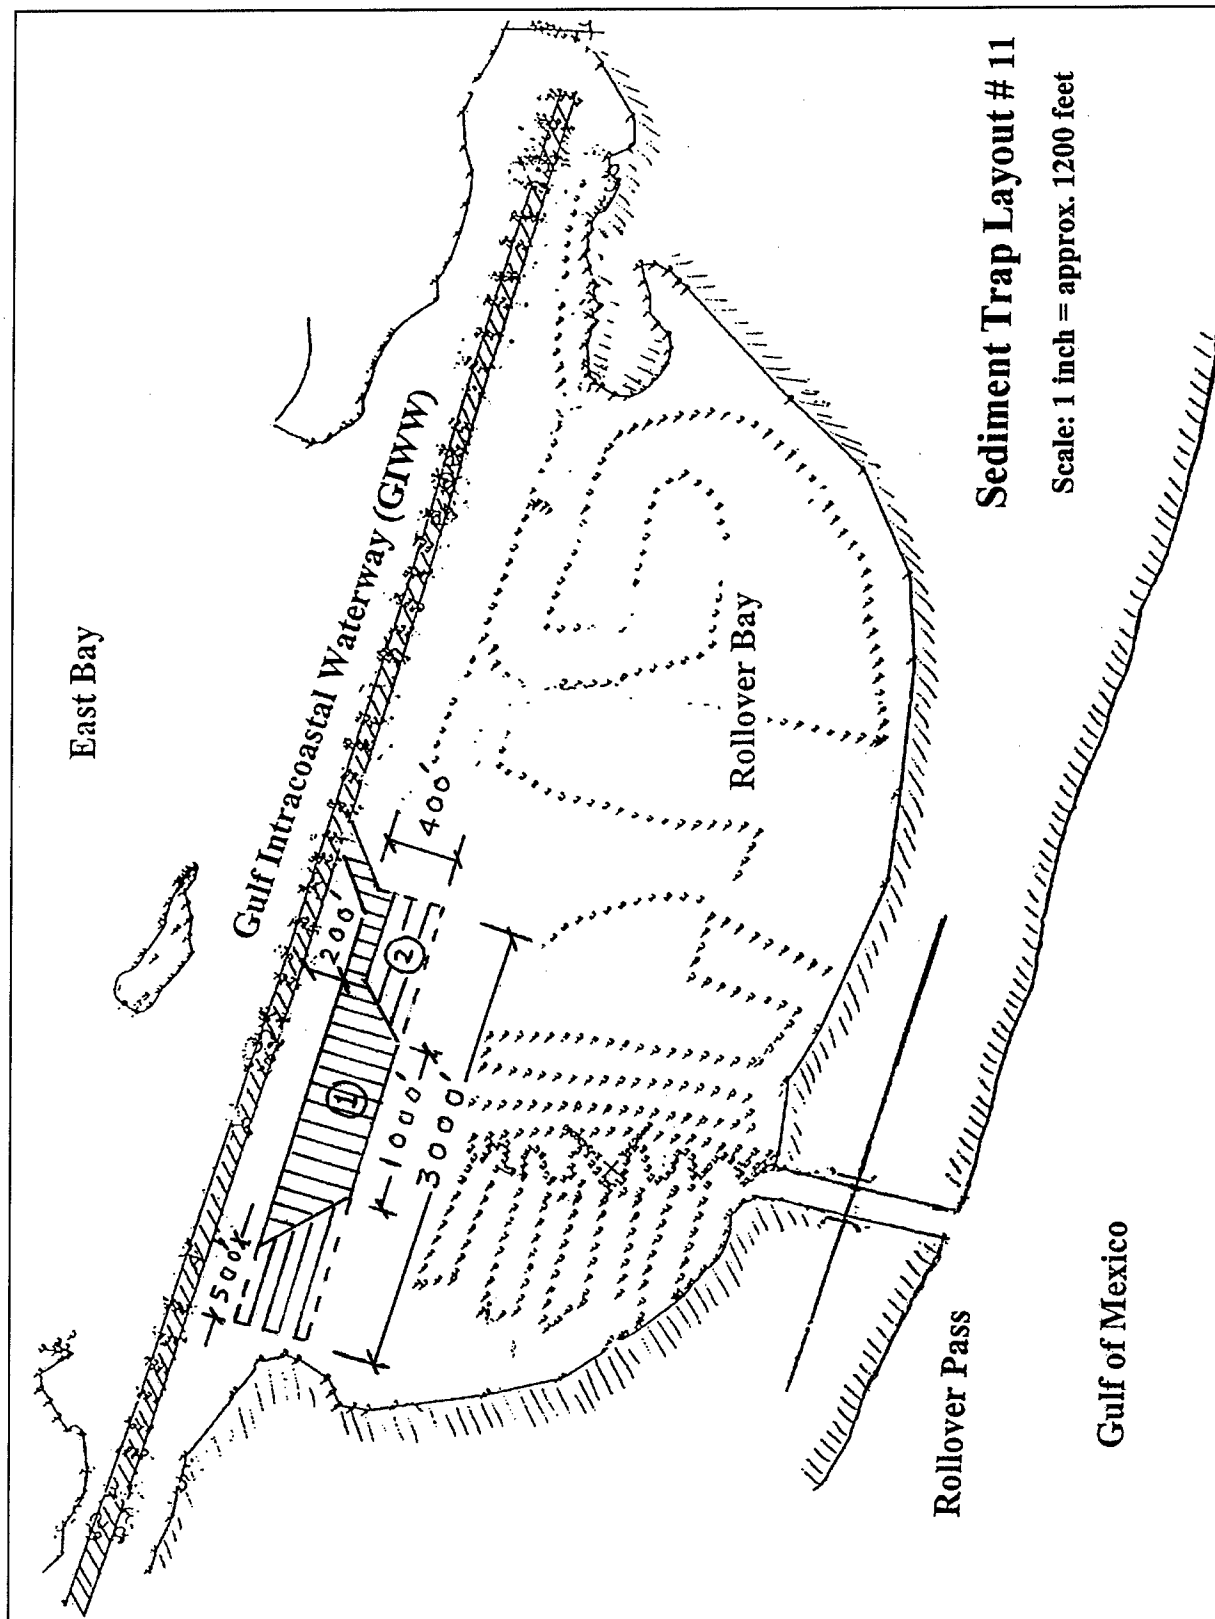 East Bay
Gulf Intracoastal Waterway (GIWW)
500'
200'
400'
1
2
1000'
3000'
Rollover Bay
Rollover Pass
Gulf of Mexico
Sediment Trap Layout # 11
Scale: 1 inch = approx. 1200 feet